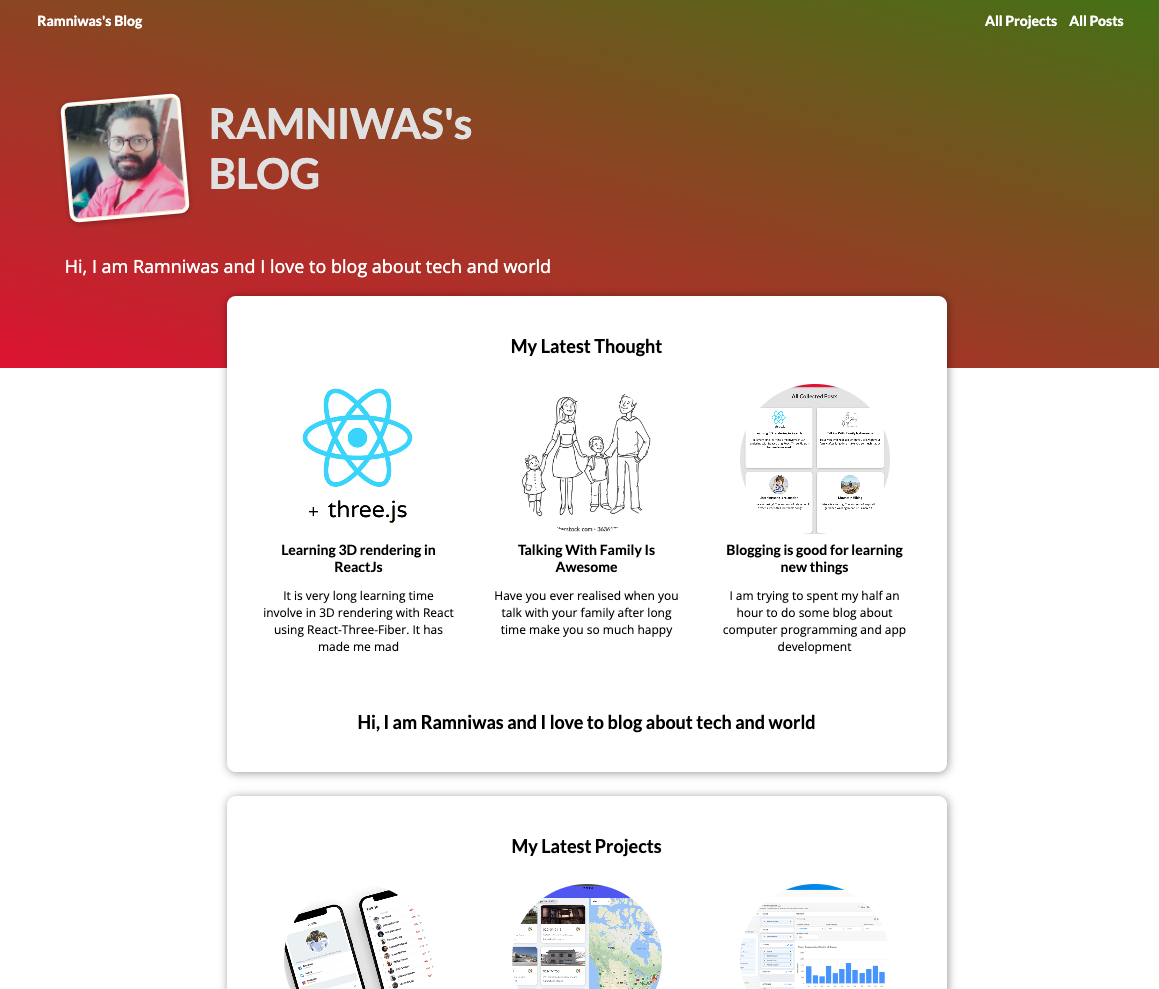 Ramniwas's Blog
All Projects All Posts
RAMNIWAS's
BLOG
Hi, I am Ramniwas and I love to blog about tech and world
My Latest Thought
+ three.js
All Collected Posts
Learning 3D rendering in
ReactJs
It is very long learning time
involve in 3D rendering with React
using React-Three-Fiber. It has
made me mad
Talking With Family Is
Awesome
Have you ever realised when you
talk with your family after long
time make you so much happy
Blogging is good for learning
new things
I am trying to spent my half an
hour to do some blog about
computer programming and app
development
Hi, I am Ramniwas and I love to blog about tech and world
My Latest Projects